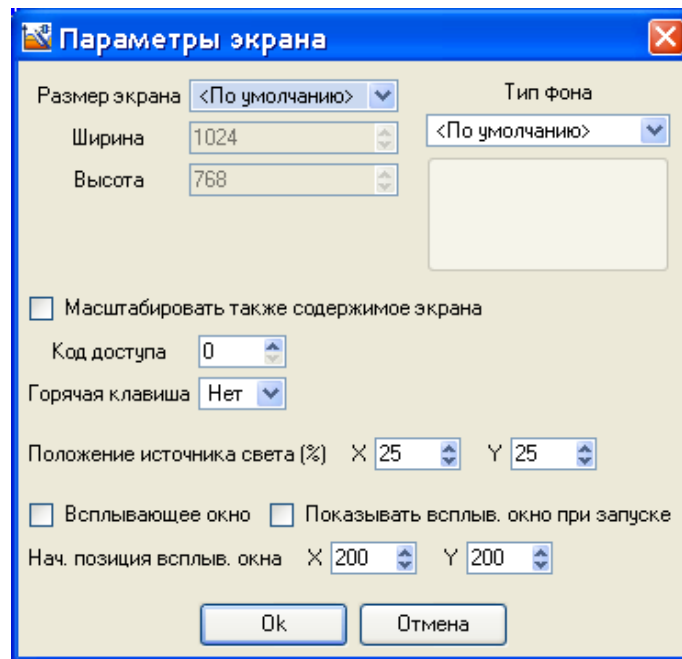 Параметры экрана
Размер экрана <По умолчанию> Тип фона
Ширина 1024 <По умолчанию>
Высота 768
Масштабировать также содержимое экрана
Код доступа 0
Горячая клавиша Нет
Положение источника света (%) X 25 Y 25
Всплывающее окно Показывать всплыв. окно при запуске
Нач. позиция всплыв. окна X 200 Y 200
Ok Отмена